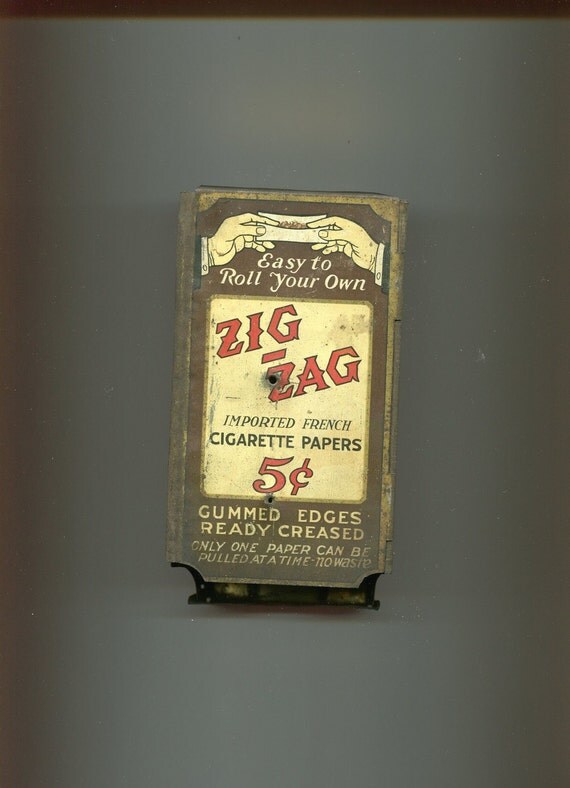 Easy to
Roll Your Own
ZIG
-
ZAG
IMPORTED FRENCH
CIGARETTE PAPERS
5¢
GUMMED EDGES
READY CREASED
ONLY ONE PAPER CAN BE
PULLED AT A TIME - no waste